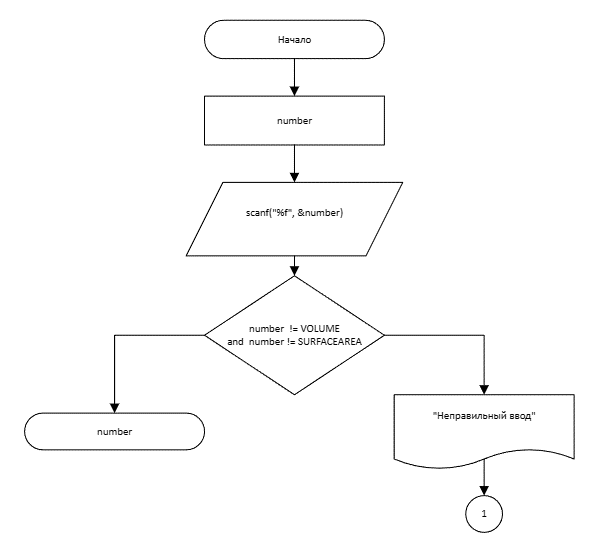 Начало
number
scanf("%f", &number)
number != VOLUME
and number != SURFACEAREA
number
"Неправильный ввод"
1